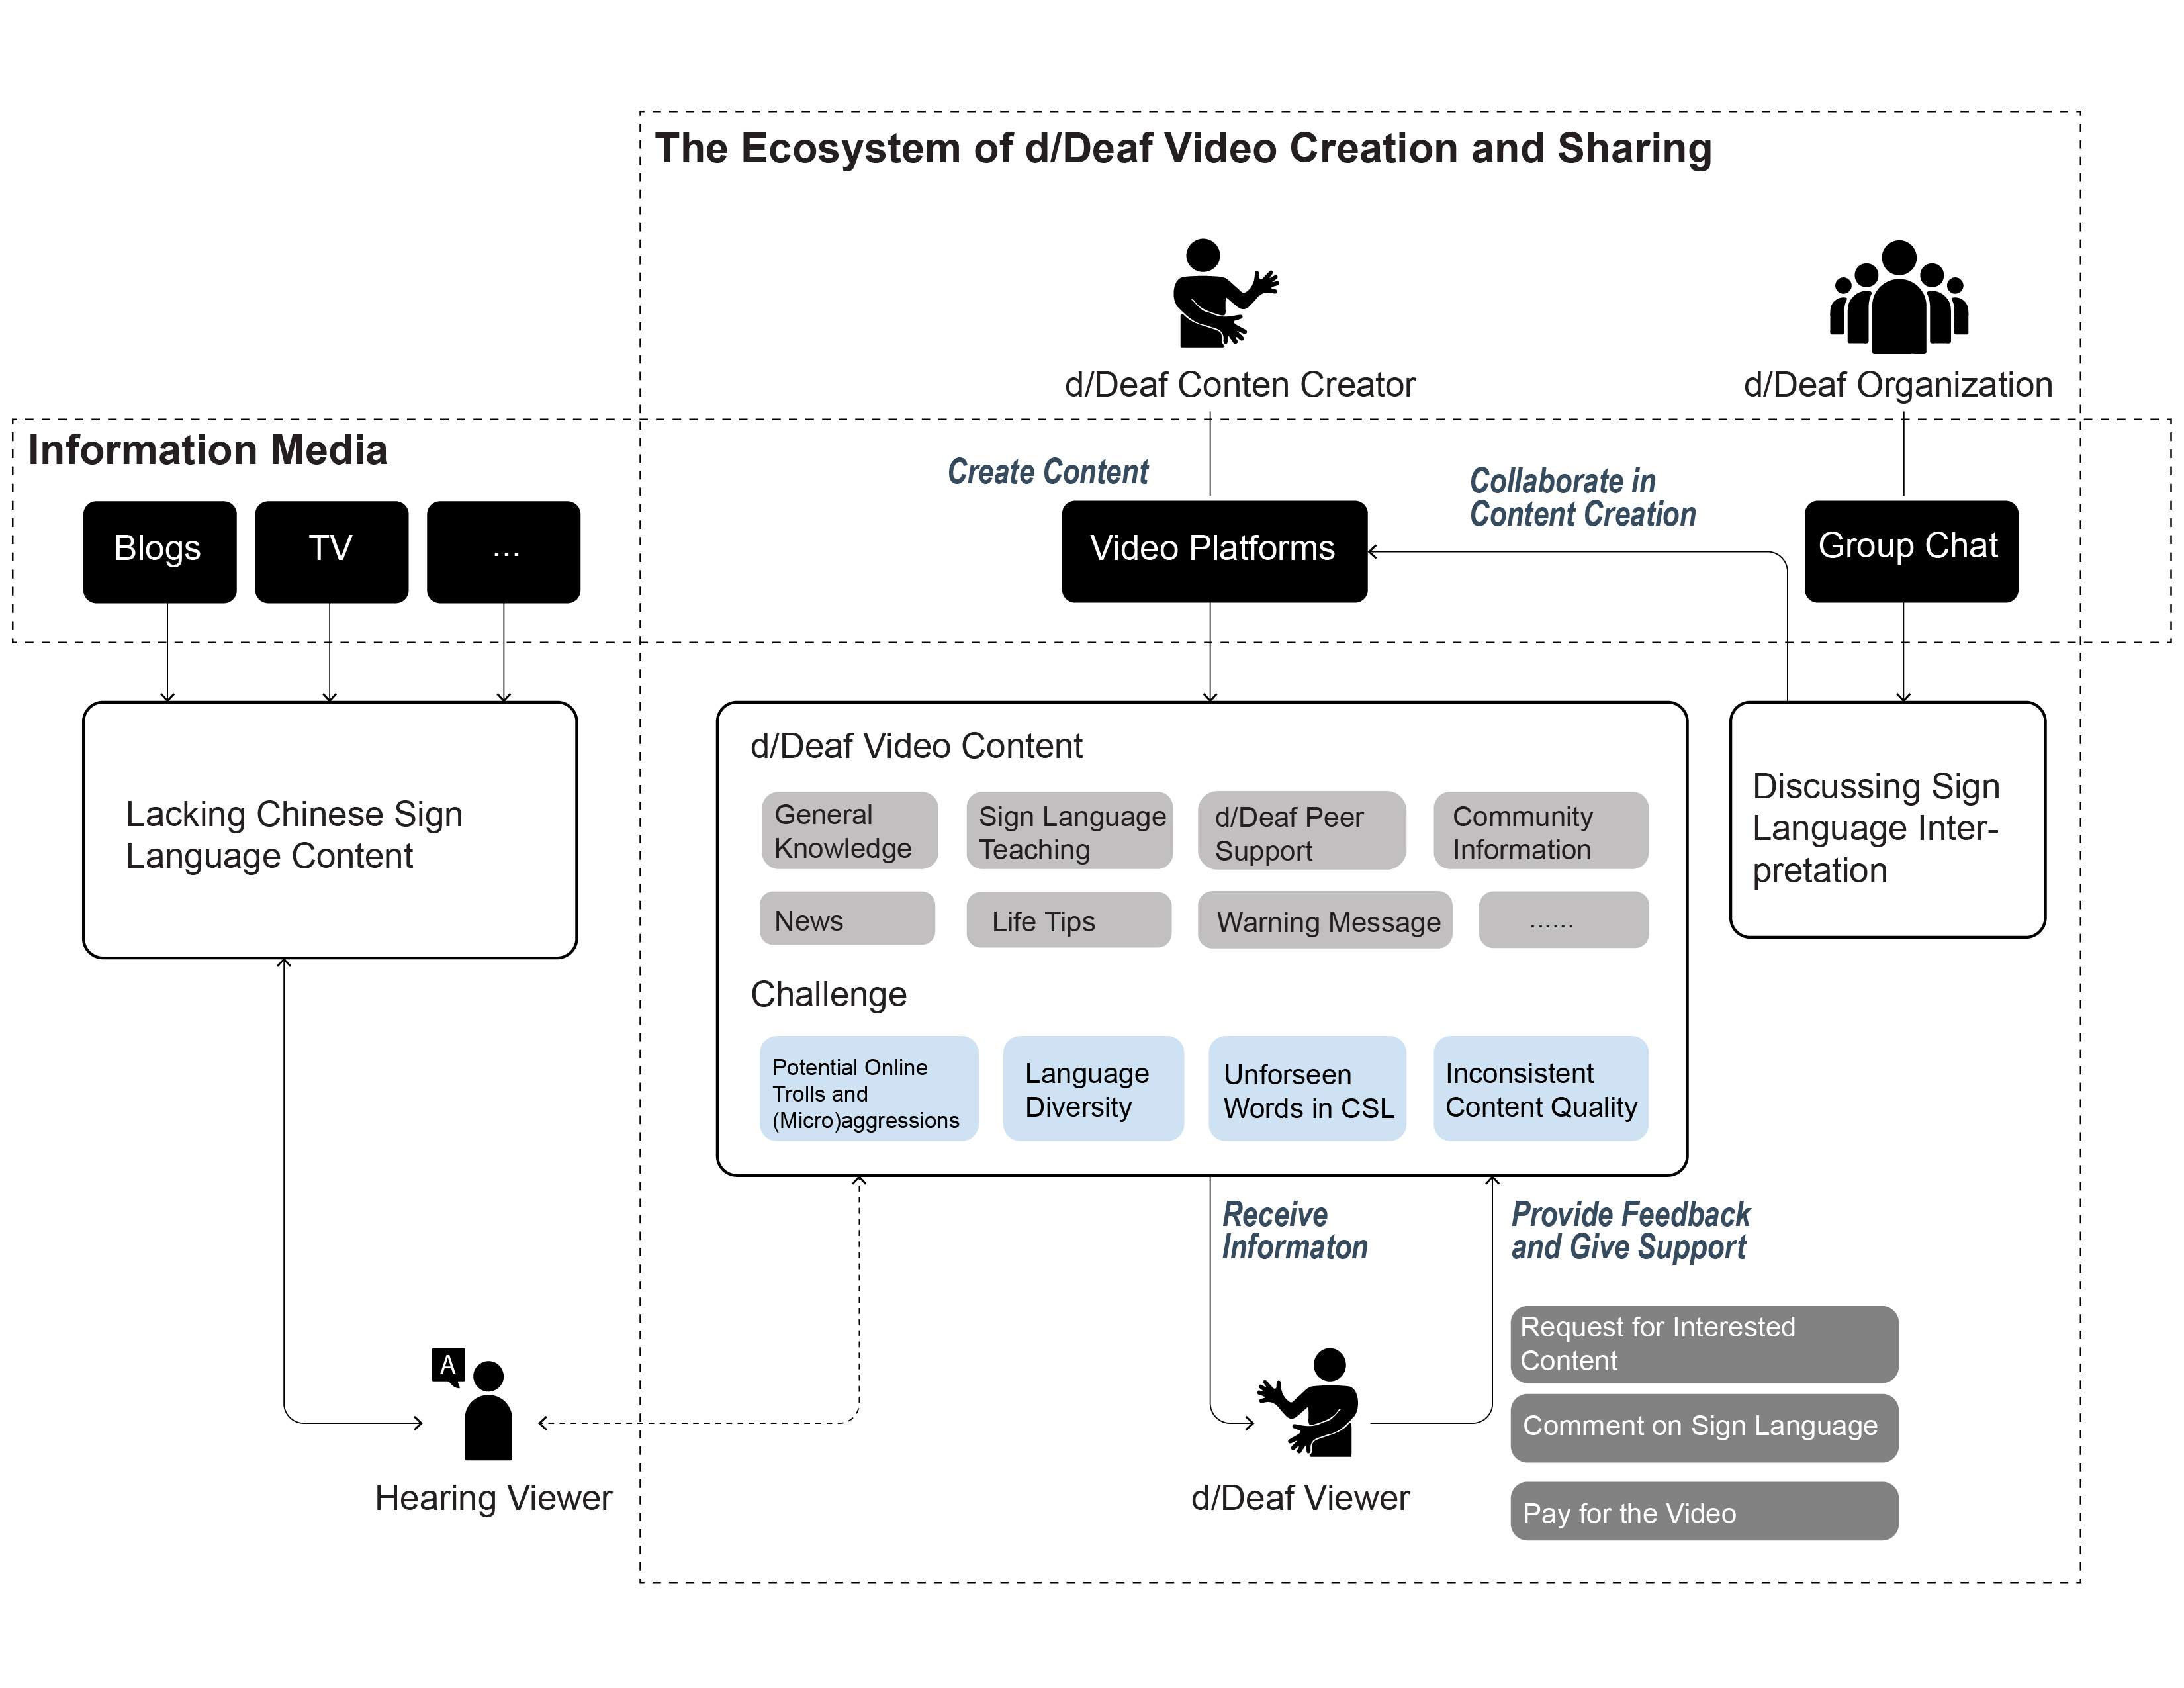 The Ecosystem of d/Deaf Video Creation and Sharing
d/Deaf Conten Creator
d/Deaf Organization
Information Media
Create Content
Collaborate in
Content Creation
Blogs
TV
...
Video Platforms
Group Chat
Lacking Chinese Sign
Language Content
d/Deaf Video Content
General
Knowledge
Sign Language
Teaching
d/Deaf Peer
Support
Community
Information
News
Life Tips
Warning Message
......
Challenge
Potential Online
Trolls and
(Micro)aggressions
Language
Diversity
Unforseen
Words in CSL
Inconsistent
Content Quality
Discussing Sign
Language Inter-
pretation
Receive
Informaton
Provide Feedback
and Give Support
A
Hearing Viewer
d/Deaf Viewer
Request for Interested
Content
Comment on Sign Language
Pay for the Video